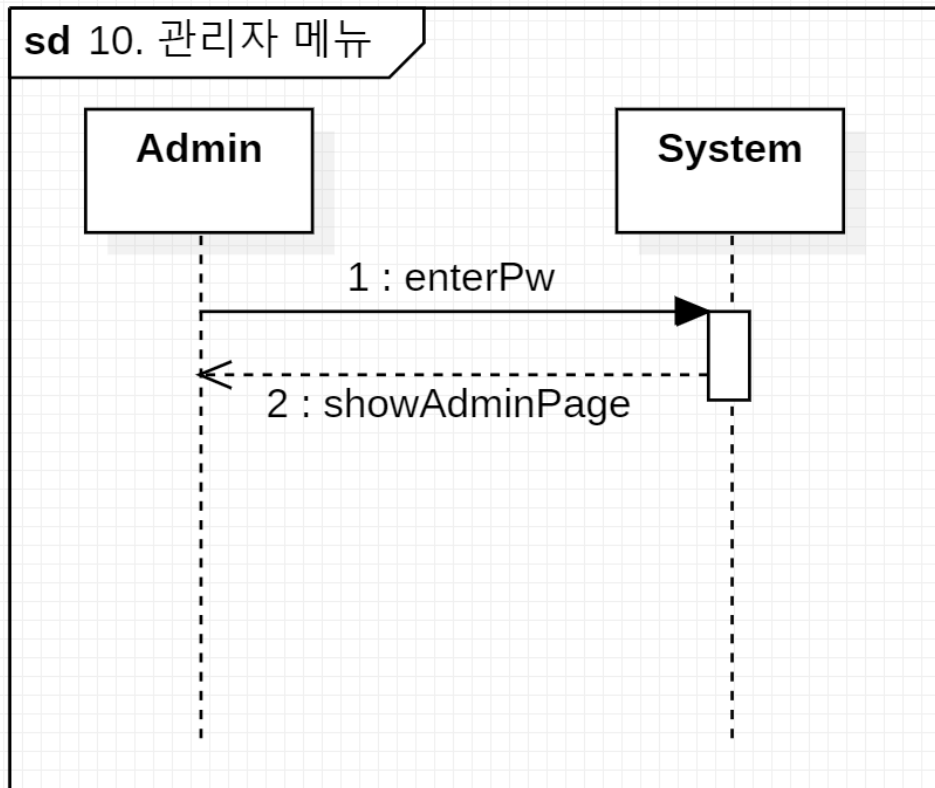 sd 10. 관리자 메뉴
Admin
System
1 : enterPw
2 : showAdminPage